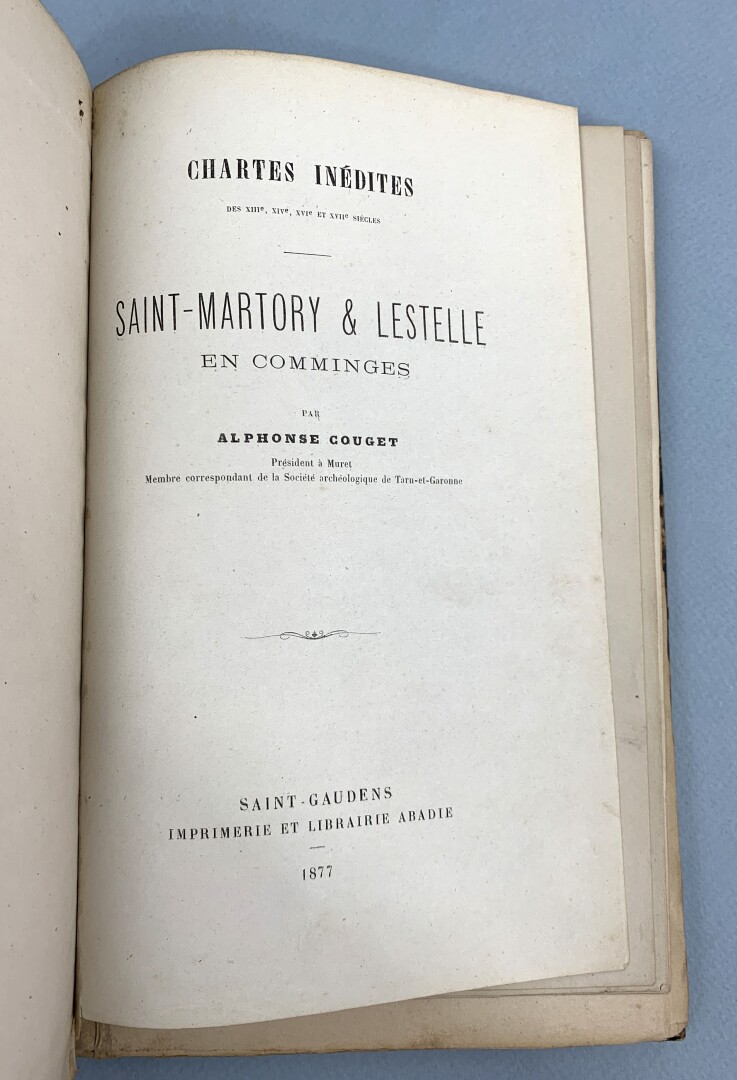 CHARTES INÉDITES
DES XIIIe, XIVe, XVIe ET XVIIe SIÈCLES
SAINT-MARTORY & LESTELLE
EN COMMINGES
PAR
ALPHONSE COUGET
Président à Muret
Membre correspondant de la Société archéologique de Tarn-et-Garonne
SAINT-GAUDENS
IMPRIMERIE ET LIBRAIRIE ABADIE
1877